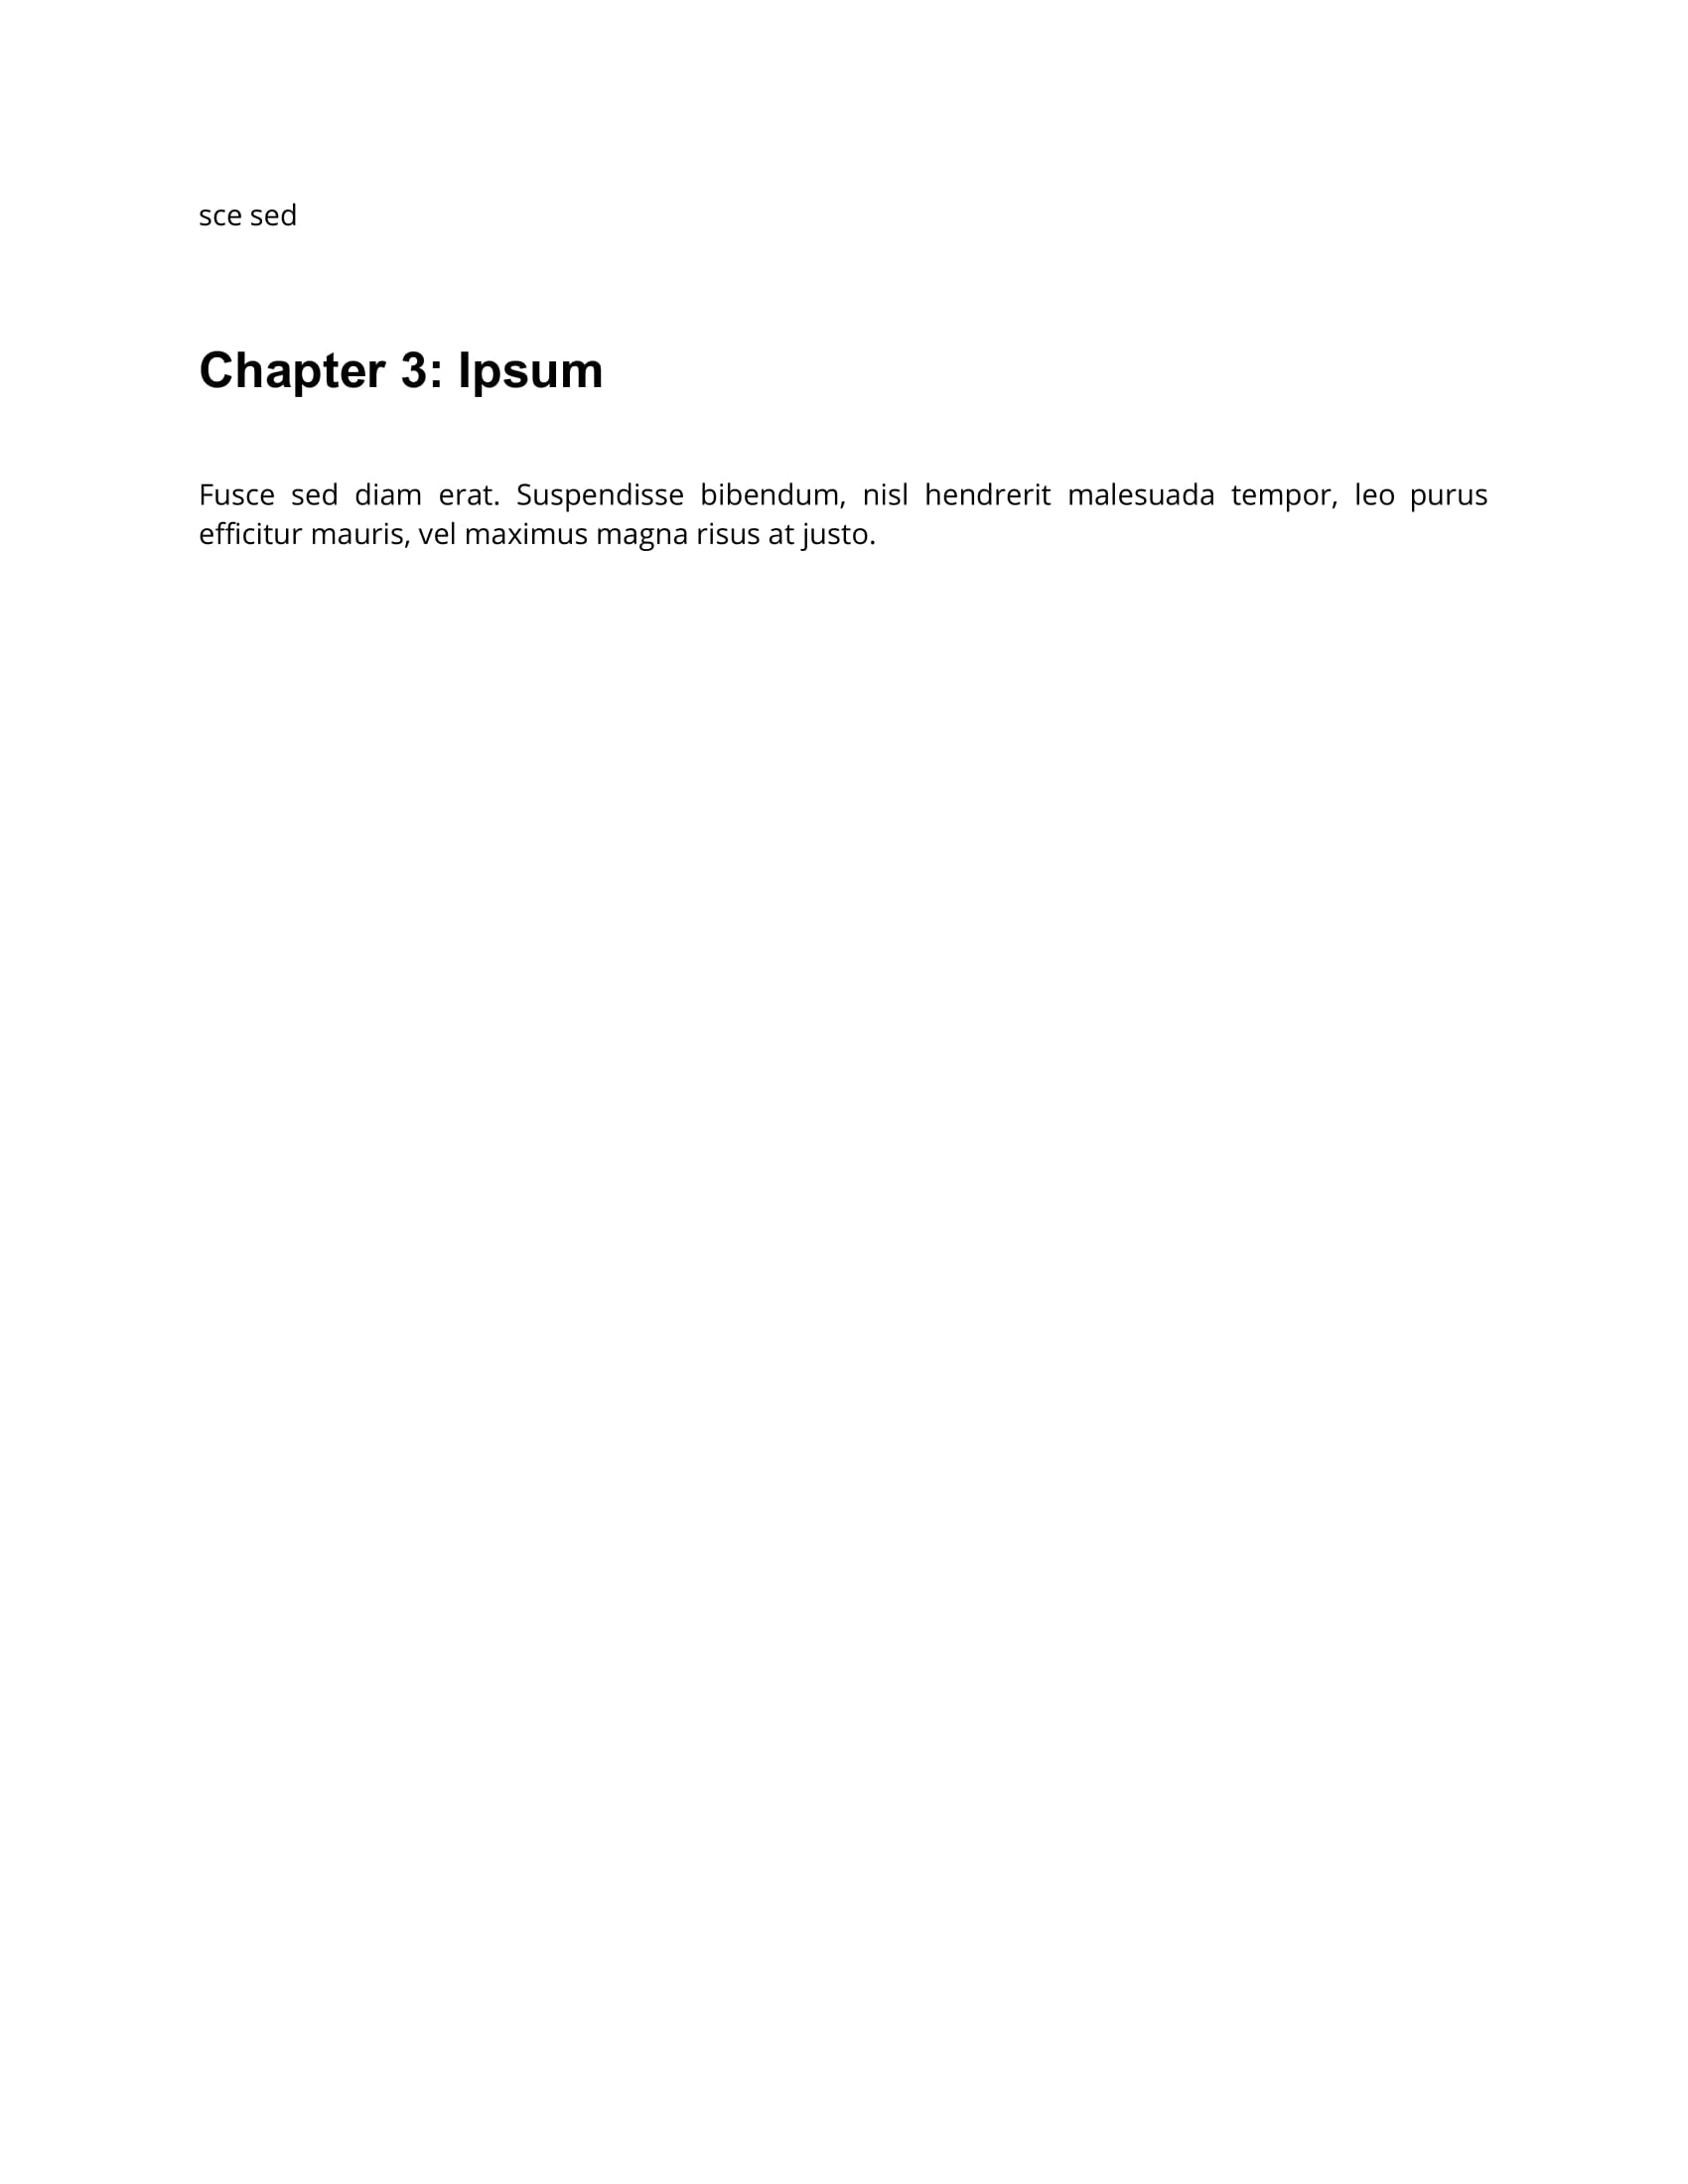 sce sed
Chapter 3: Ipsum
Fusce sed diam erat. Suspendisse bibendum, nisl hendrerit malesuada tempor, leo purus
efficitur mauris, vel maximus magna risus at justo.